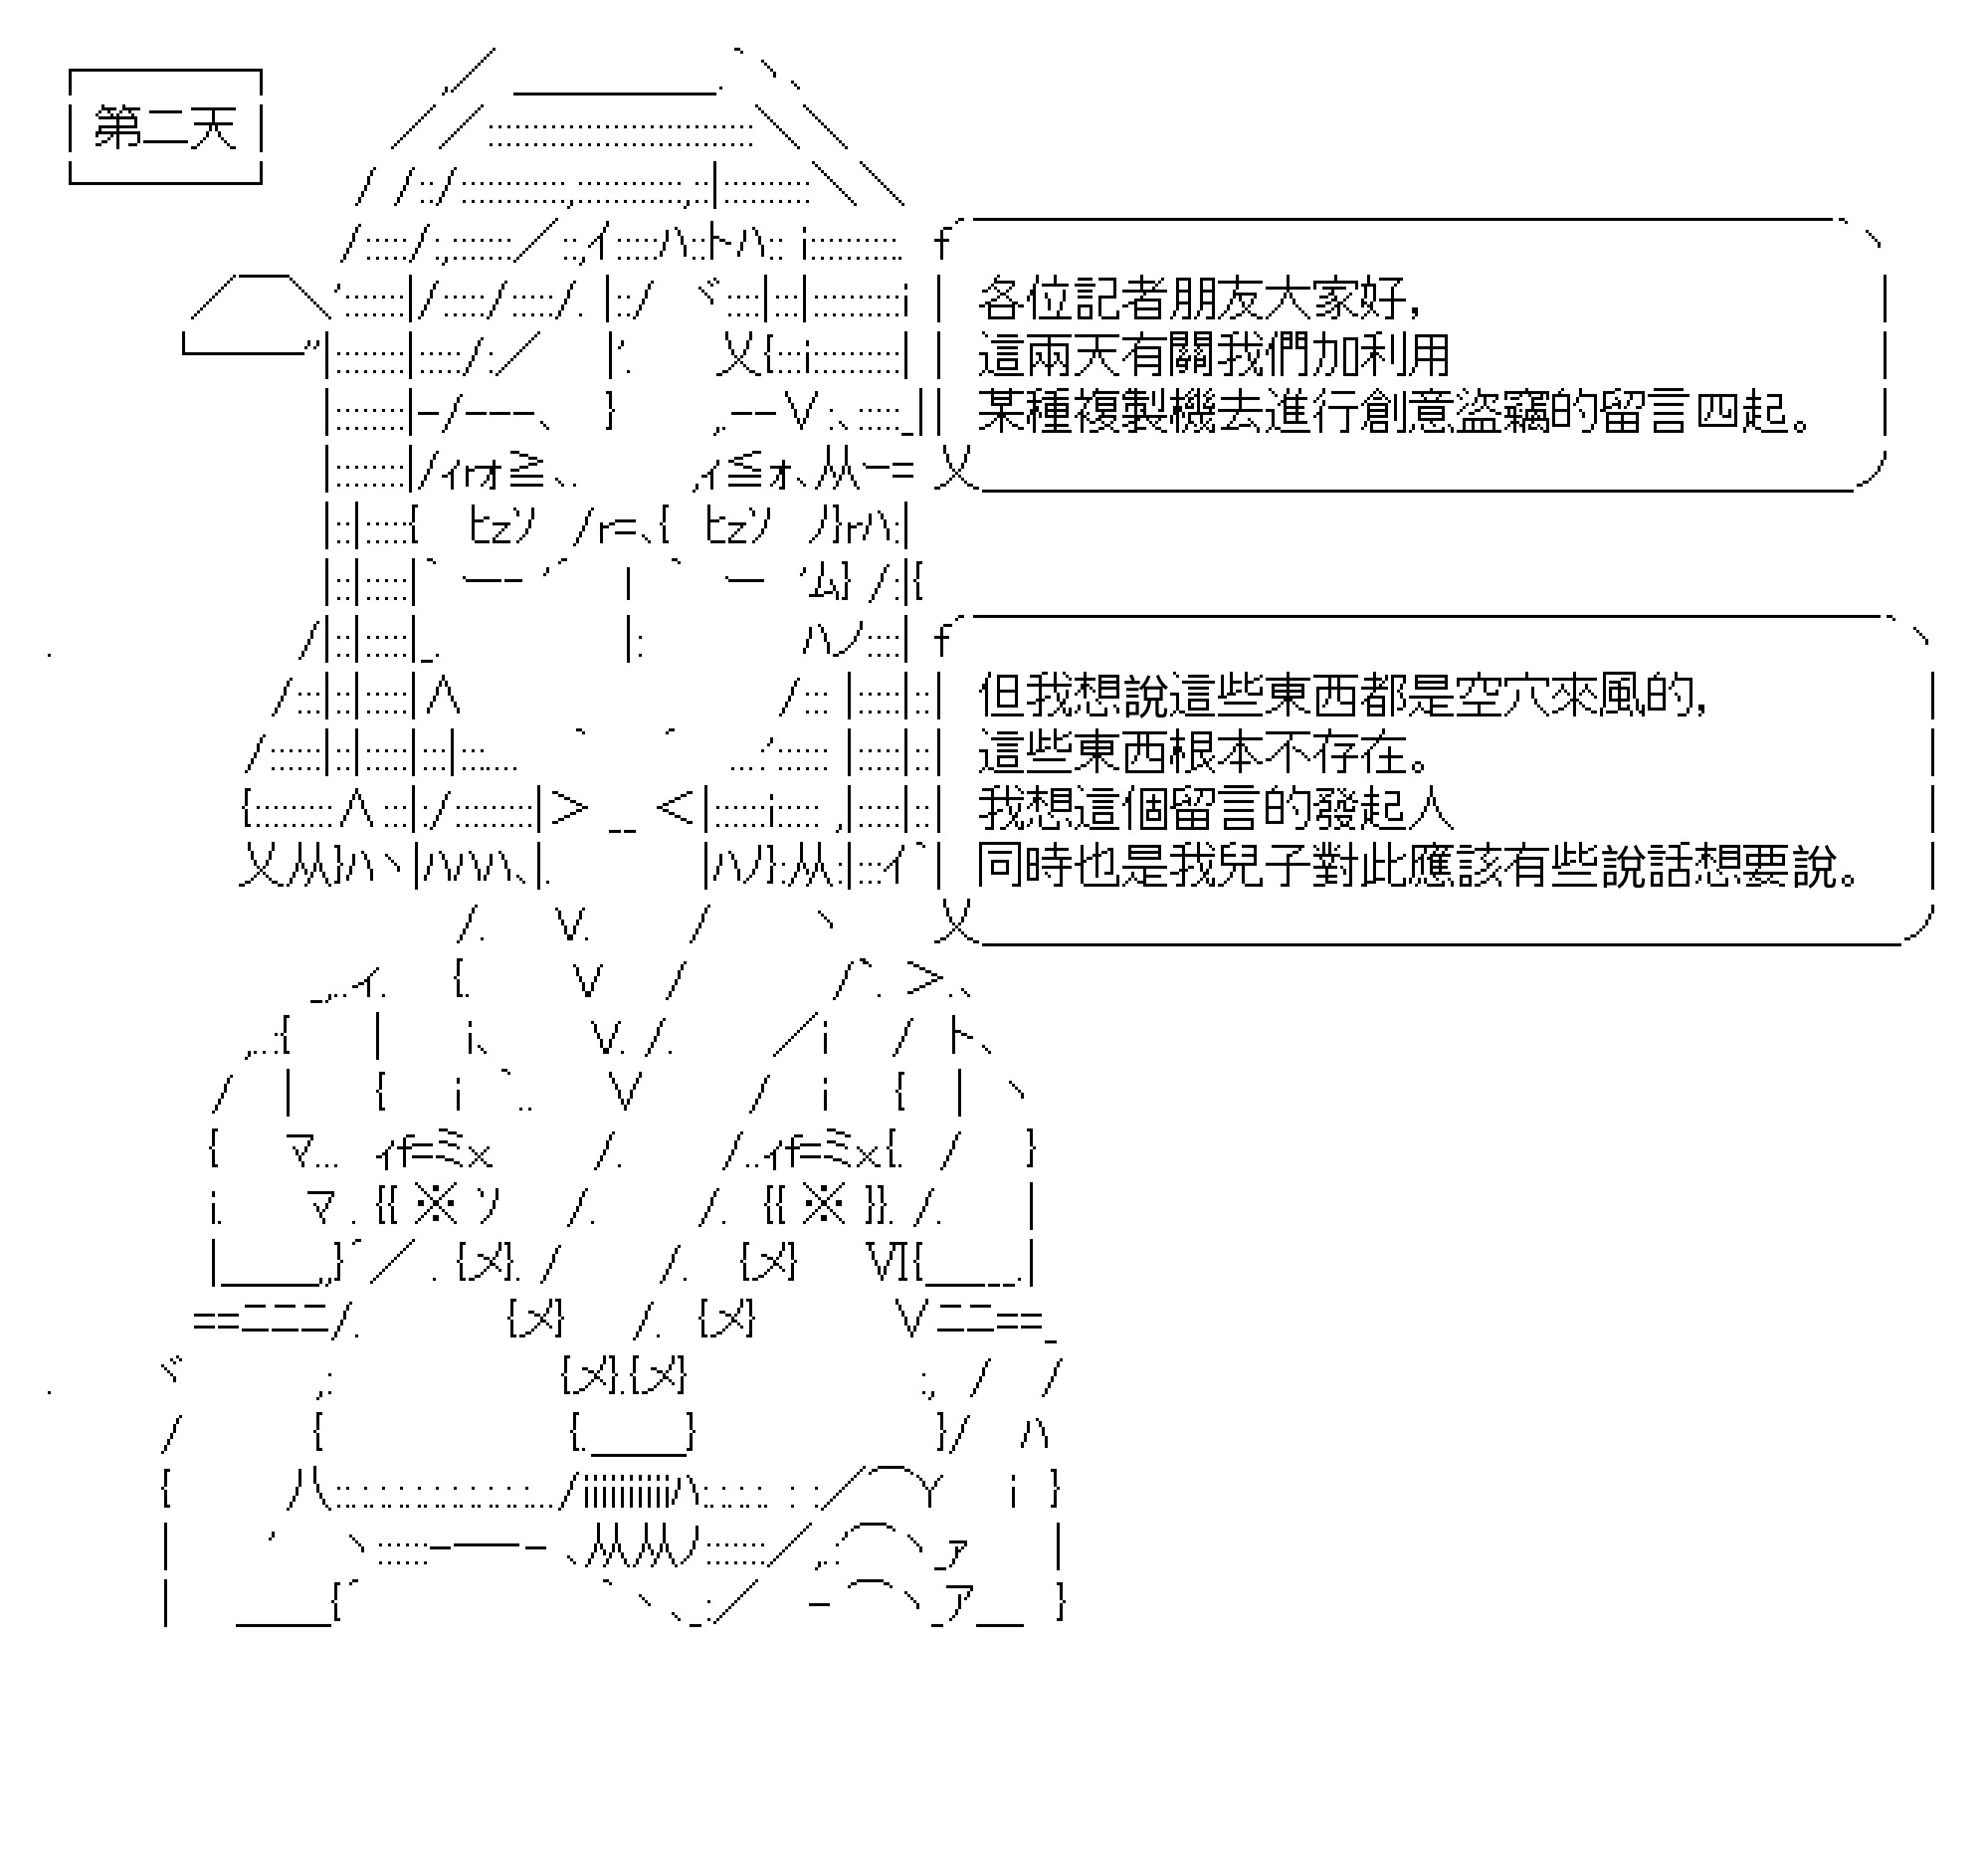 第二天
各位記者朋友大家好，
這兩天有關我們加利用
某種複製機去進行創意盜竊的留言四起。
但我想說這些東西都是空穴來風的，
這些東西根本不存在。
我想這個留言的發起人
同時也是我兒子對此應該有些說話想要說。